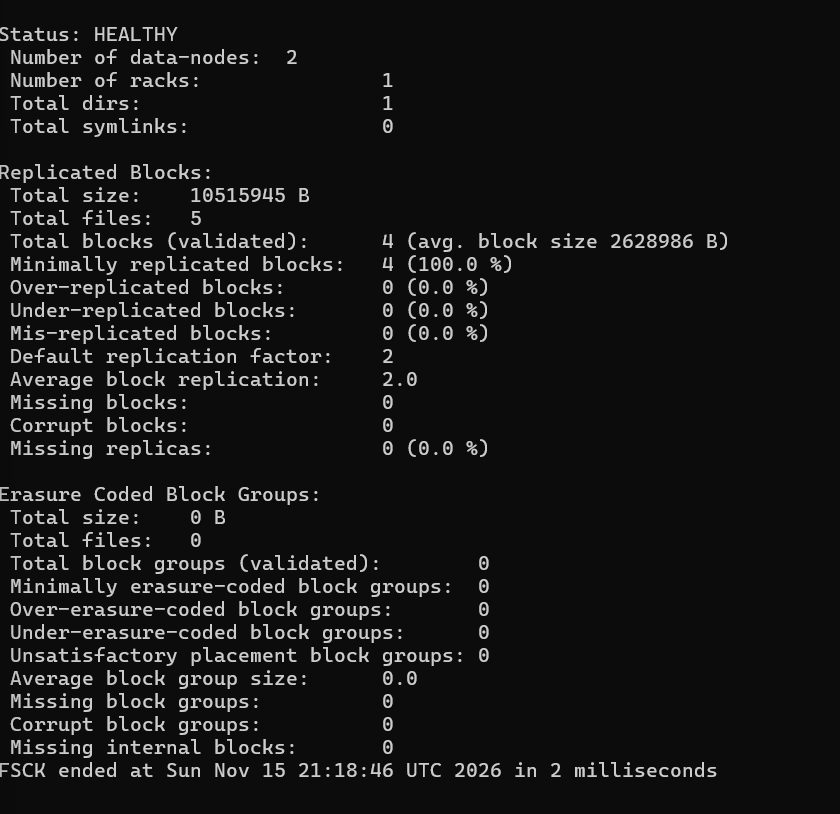 Status: HEALTHY
 Number of data-nodes:  2
 Number of racks:               1
 Total dirs:                    1
 Total symlinks:                0

Replicated Blocks:
 Total size:    10515945 B
 Total files:   5
 Total blocks (validated):      4 (avg. block size 2628986 B)
 Minimally replicated blocks:   4 (100.0 %)
 Over-replicated blocks:        0 (0.0 %)
 Under-replicated blocks:       0 (0.0 %)
 Mis-replicated blocks:         0 (0.0 %)
 Default replication factor:    2
 Average block replication:     2.0
 Missing blocks:                0
 Corrupt blocks:                0
 Missing replicas:              0 (0.0 %)

Erasure Coded Block Groups:
 Total size:    0 B
 Total files:   0
 Total block groups (validated):        0
 Minimally erasure-coded block groups:  0
 Over-erasure-coded block groups:       0
 Under-erasure-coded block groups:      0
 Unsatisfactory placement block groups: 0
 Average block group size:      0.0
 Missing block groups:          0
 Corrupt block groups:          0
 Missing internal blocks:       0
FSCK ended at Sun Nov 15 21:18:46 UTC 2026 in 2 milliseconds